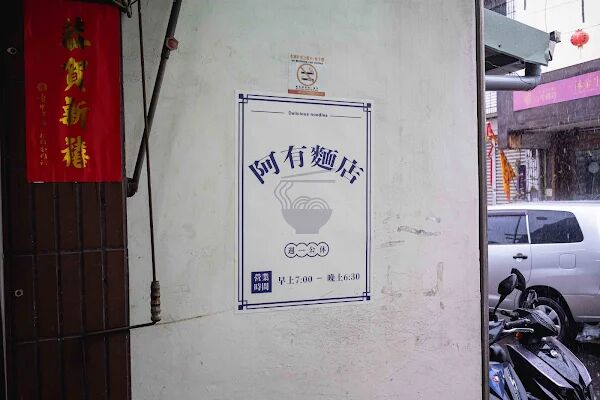 恭賀新禧
Delicious noodles
阿有麵店
週一公休
營業時間
早上7:00 － 晚上6:30